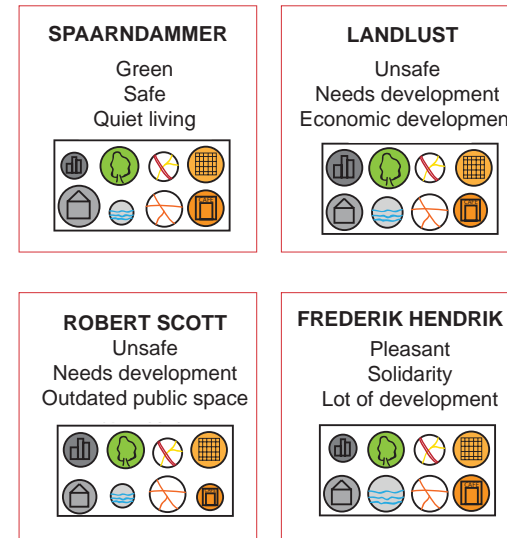 SPAARNDAMMER
Green
Safe
Quiet living
LANDLUST
Unsafe
Needs development
Economic developmen
ROBERT SCOTT
Unsafe
Needs development
Outdated public space
FREDERIK HENDRIK
Pleasant
Solidarity
Lot of development